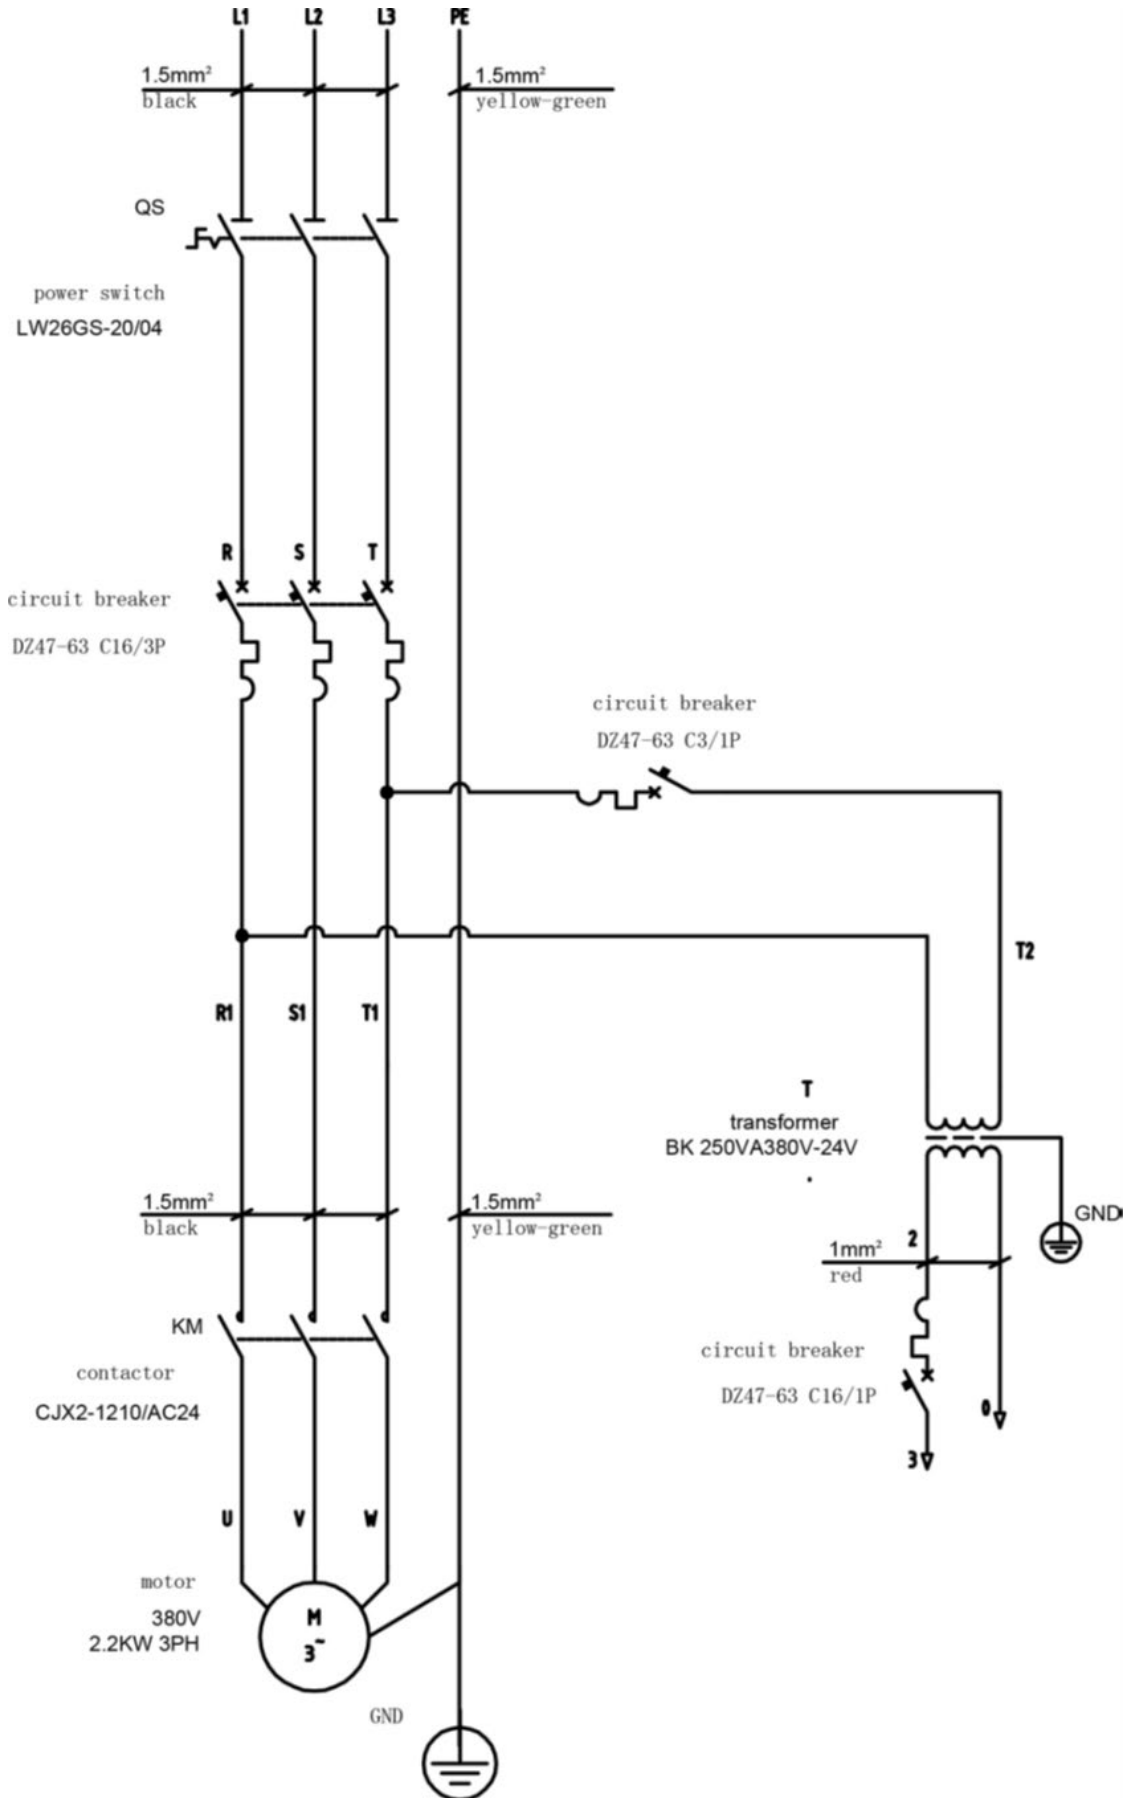 L1 L2 L3 PE
1.5mm² 1.5mm²
black yellow-green
QS
power switch
LW26GS-20/04
R S T
circuit breaker
DZ47-63 C16/3P
circuit breaker
DZ47-63 C3/1P
T2
R1 S1 T1
T
transformer
BK 250VA380V-24V
1.5mm² 1.5mm²
black yellow-green
GND
2
1mm²
red
KM
contactor
CJX2-1210/AC24
circuit breaker
DZ47-63 C16/1P
0
3
U V W
motor
380V
2.2KW 3PH
M
3~
GND